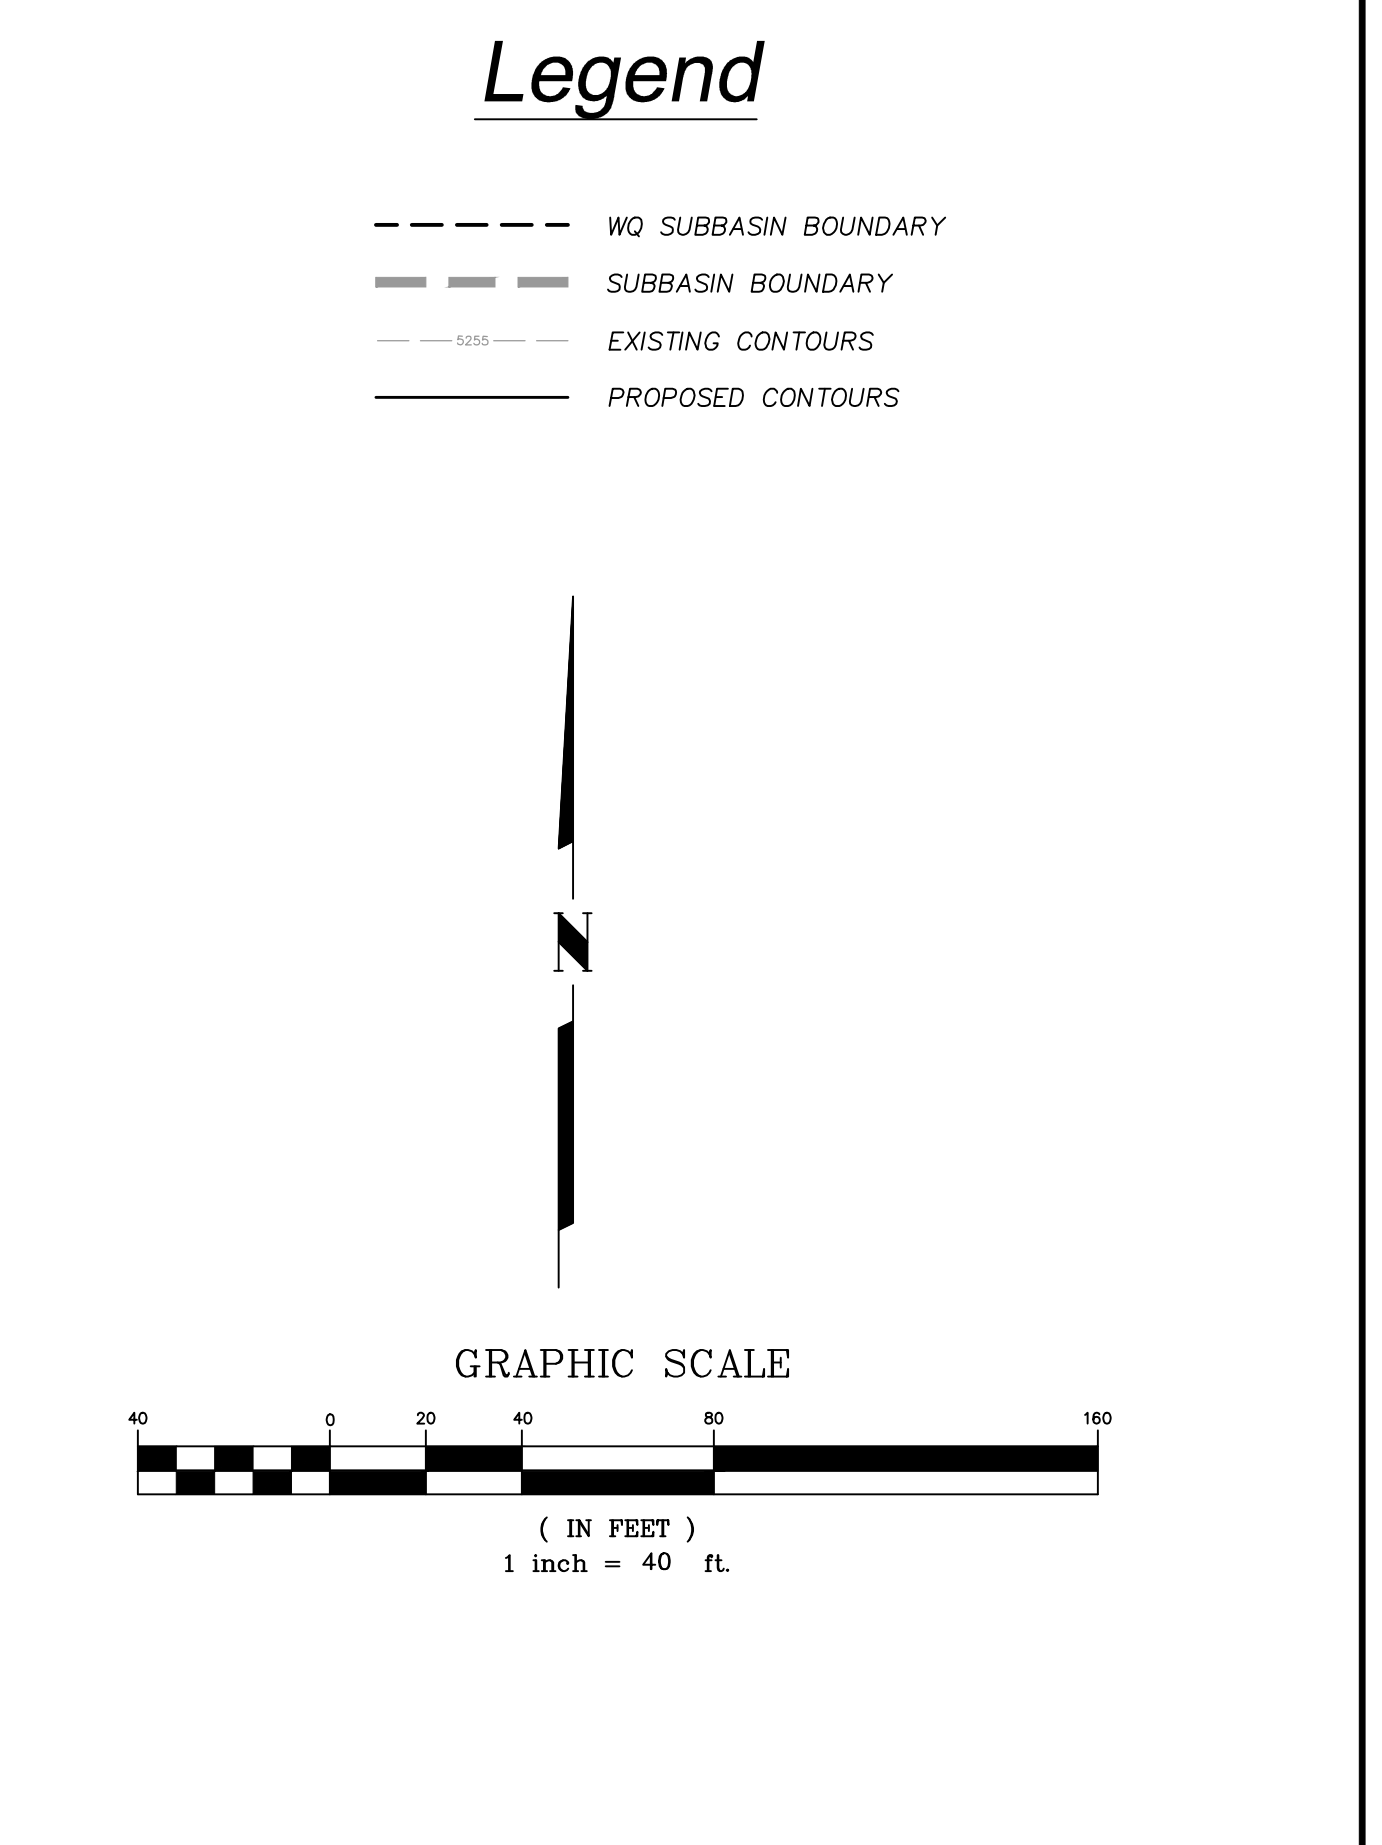 Legend
WQ SUBBASIN BOUNDARY
SUBBASIN BOUNDARY
5255 EXISTING CONTOURS
PROPOSED CONTOURS
N
GRAPHIC SCALE
40 0 20 40 80 160
( IN FEET )
1 inch = 40 ft.